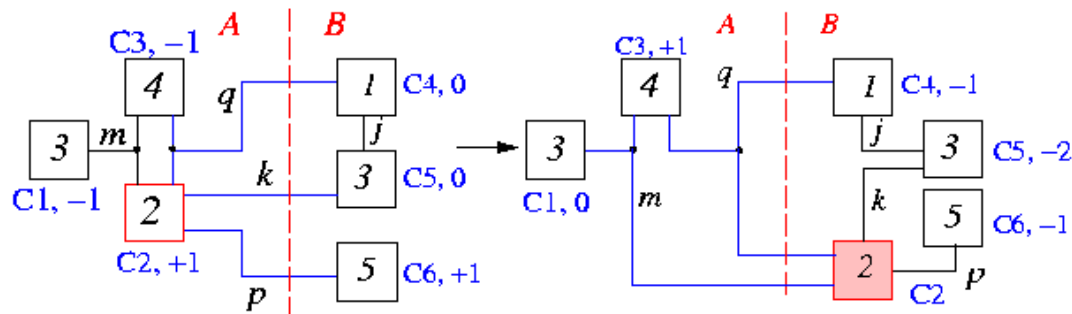 A B
C3, −1
4
q
1
C4, 0
j
3
m
C1, −1
2
k
3
C5, 0
C2, +1
p
5
C6, +1
A B
C3, +1
4
q
1
C4, −1
j
3
C1, 0
m
3
C5, −2
k
5
C6, −1
2
p
C2